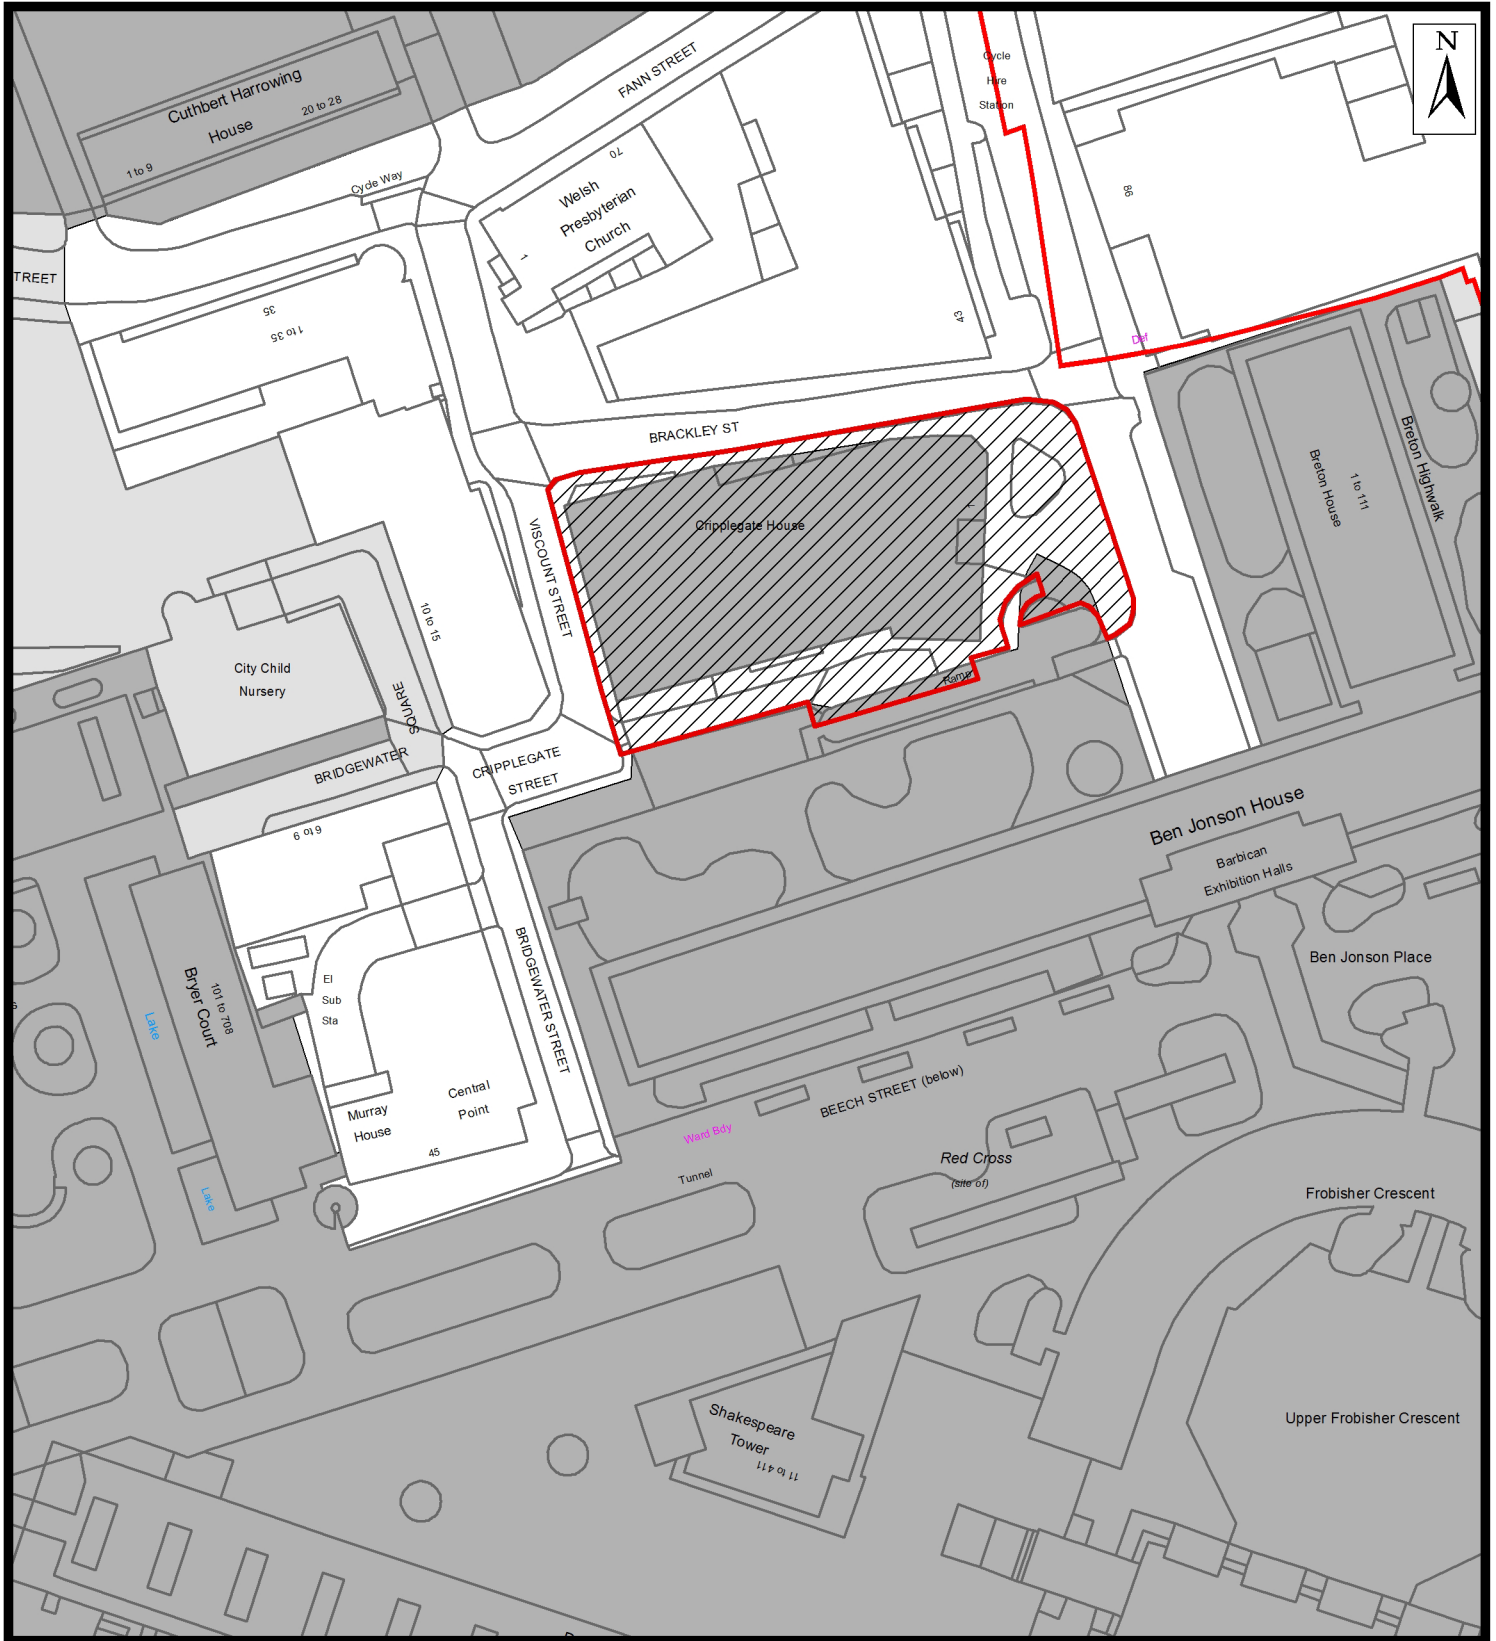 N
FANN STREET
Cycle
Hire
Station
Cuthbert Harrowing
House
20 to 28
1 to 9
Cycle Way
70
Welsh
Presbyterian
Church
1
98
TREET
35
1 to 35
43
Def
BRACKLEY ST
Cripplegate House
1
VISCOUNT STREET
Breton House
1 to 111
Breton Highwalk
10 to 15
City Child
Nursery
SQUARE
BRIDGEWATER
CRIPPLEGATE
STREET
Ramp
6 to 9
Ben Jonson House
Barbican
Exhibition Halls
Ben Jonson Place
BRIDGEWATER STREET
El
Sub
Sta
Bryer Court
101 to 708
Lake
Central
Point
Murray
House
45
BEECH STREET (below)
Ward Bdy
Tunnel
Red Cross
(site of)
Lake
Frobisher Crescent
Upper Frobisher Crescent
Shakespeare
Tower
11 to 411